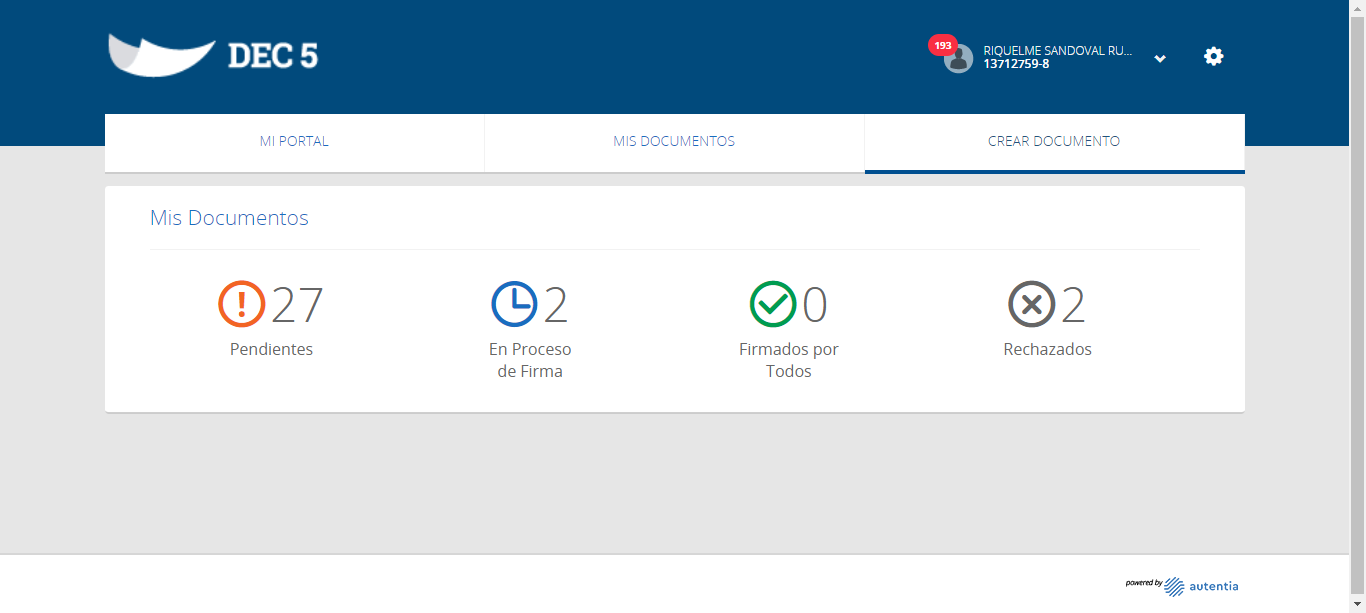 DEC 5
193
RIQUELME SANDOVAL RU...
13712759-8
MI PORTAL
MIS DOCUMENTOS
CREAR DOCUMENTO
Mis Documentos
27
Pendientes
2
En Proceso
de Firma
0
Firmados por
Todos
2
Rechazados
powered by autentia